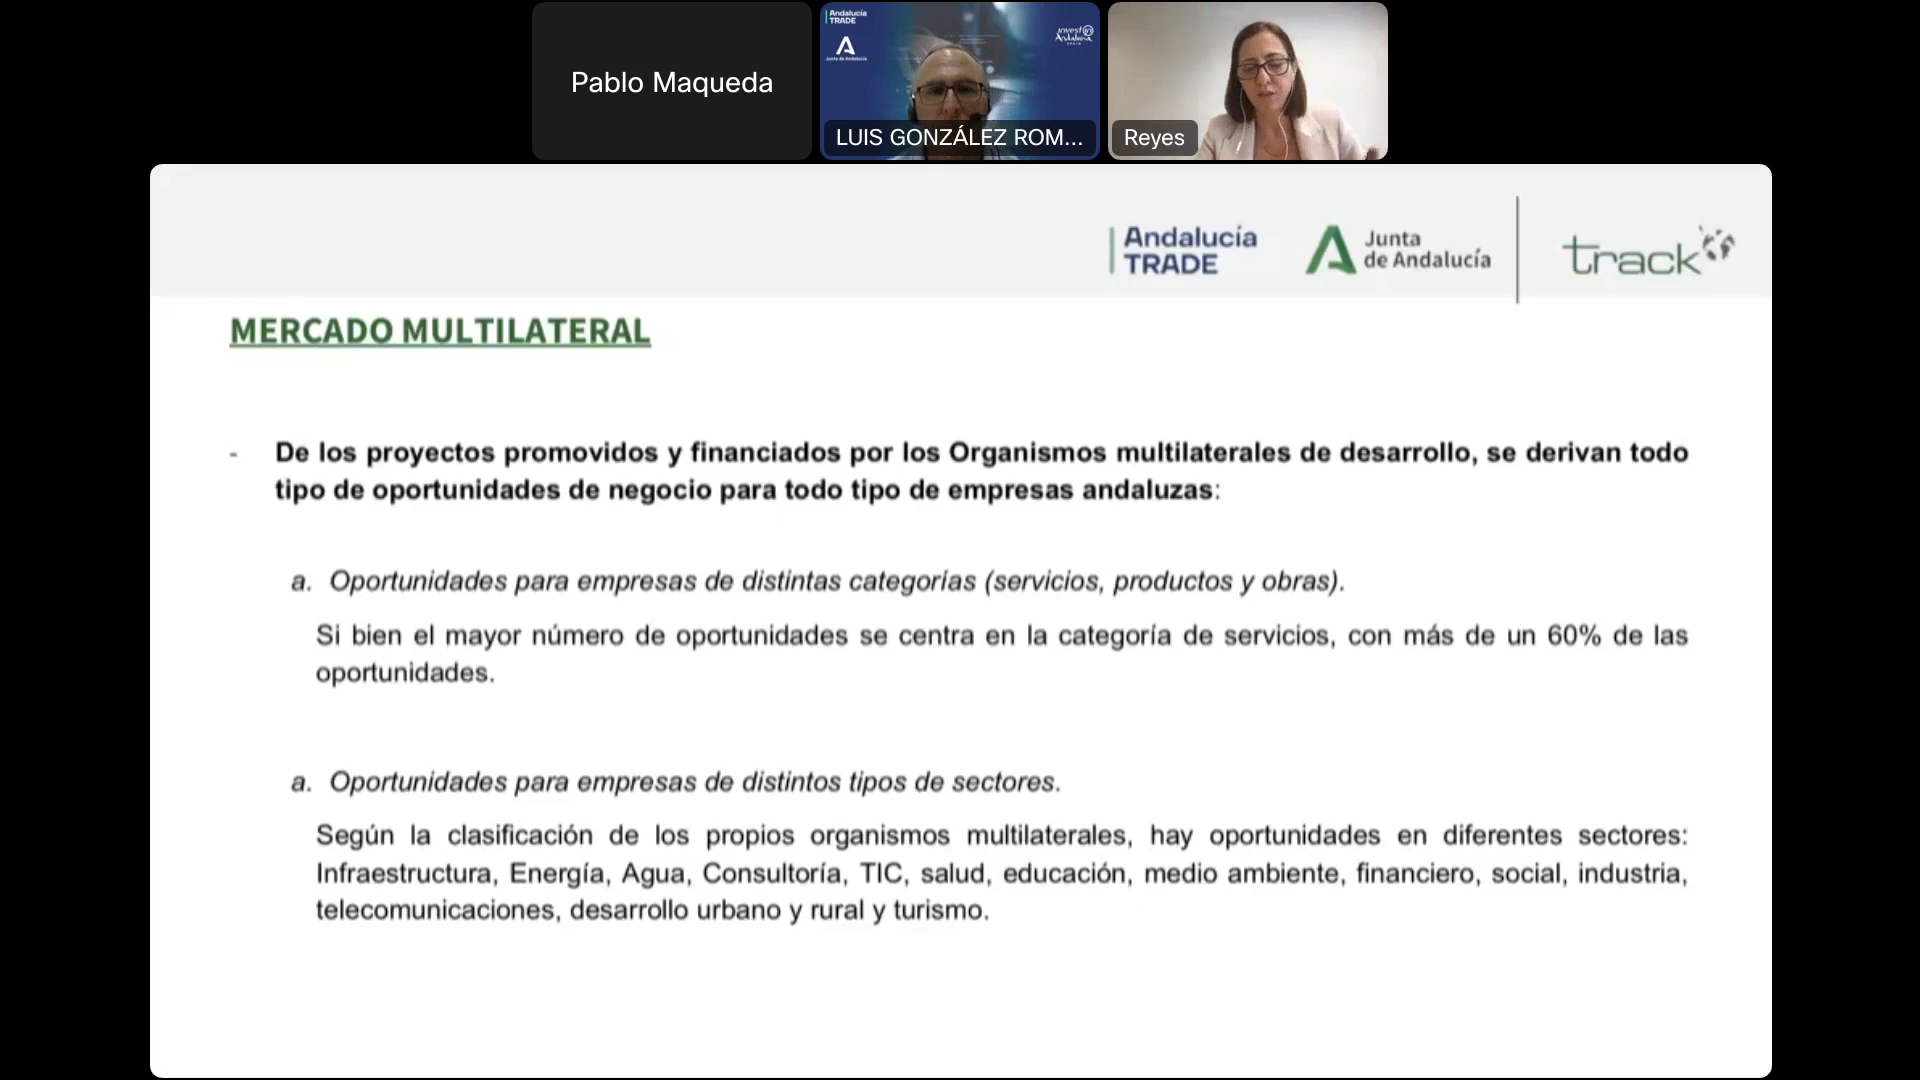 Pablo Maqueda
Andalucía
TRADE
Junta de Andalucía
LUIS GONZÁLEZ ROM...
Reyes
Andalucía
TRADE
Junta
de Andalucía
track
MERCADO MULTILATERAL
- De los proyectos promovidos y financiados por los Organismos multilaterales de desarrollo, se derivan todo
tipo de oportunidades de negocio para todo tipo de empresas andaluzas:
a. Oportunidades para empresas de distintas categorías (servicios, productos y obras).
Si bien el mayor número de oportunidades se centra en la categoría de servicios, con más de un 60% de las
oportunidades.
a. Oportunidades para empresas de distintos tipos de sectores.
Según la clasificación de los propios organismos multilaterales, hay oportunidades en diferentes sectores:
Infraestructura, Energía, Agua, Consultoría, TIC, salud, educación, medio ambiente, financiero, social, industria,
telecomunicaciones, desarrollo urbano y rural y turismo.